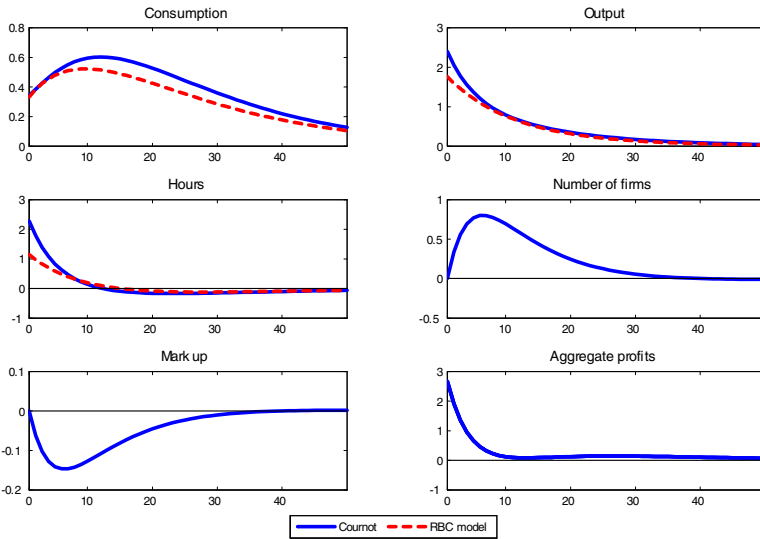 Consumption
0.8
0.6
0.4
0.2
0
0 10 20 30 40
Output
3
2
1
0
0 10 20 30 40
Hours
3
2
1
0
-1
0 10 20 30 40
Number of firms
1
0.5
0
-0.5
0 10 20 30 40
Mark up
0.1
0
-0.1
-0.2
0 10 20 30 40
Aggregate profits
3
2
1
0
-1
0 10 20 30 40
Cournot RBC model